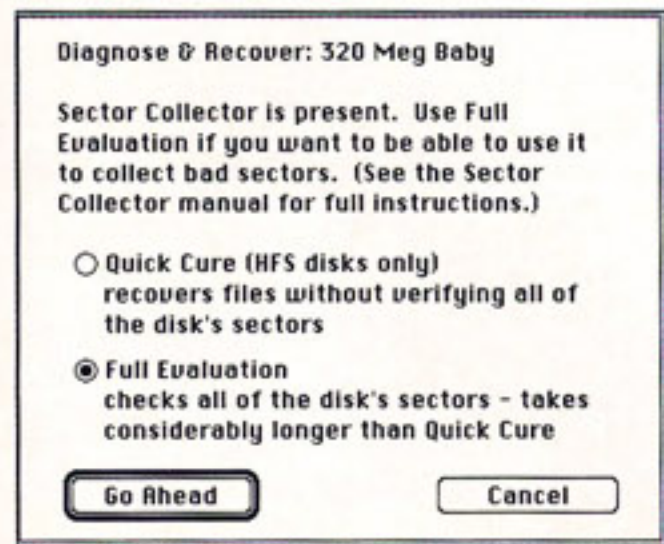 Diagnose & Recover: 320 Meg Baby
Sector Collector is present. Use Full
Evaluation if you want to be able to use it
to collect bad sectors. (See the Sector
Collector manual for full instructions.)
Quick Cure (HFS disks only)
recovers files without verifying all of
the disk's sectors
Full Evaluation
checks all of the disk's sectors - takes
considerably longer than Quick Cure
Go Ahead
Cancel